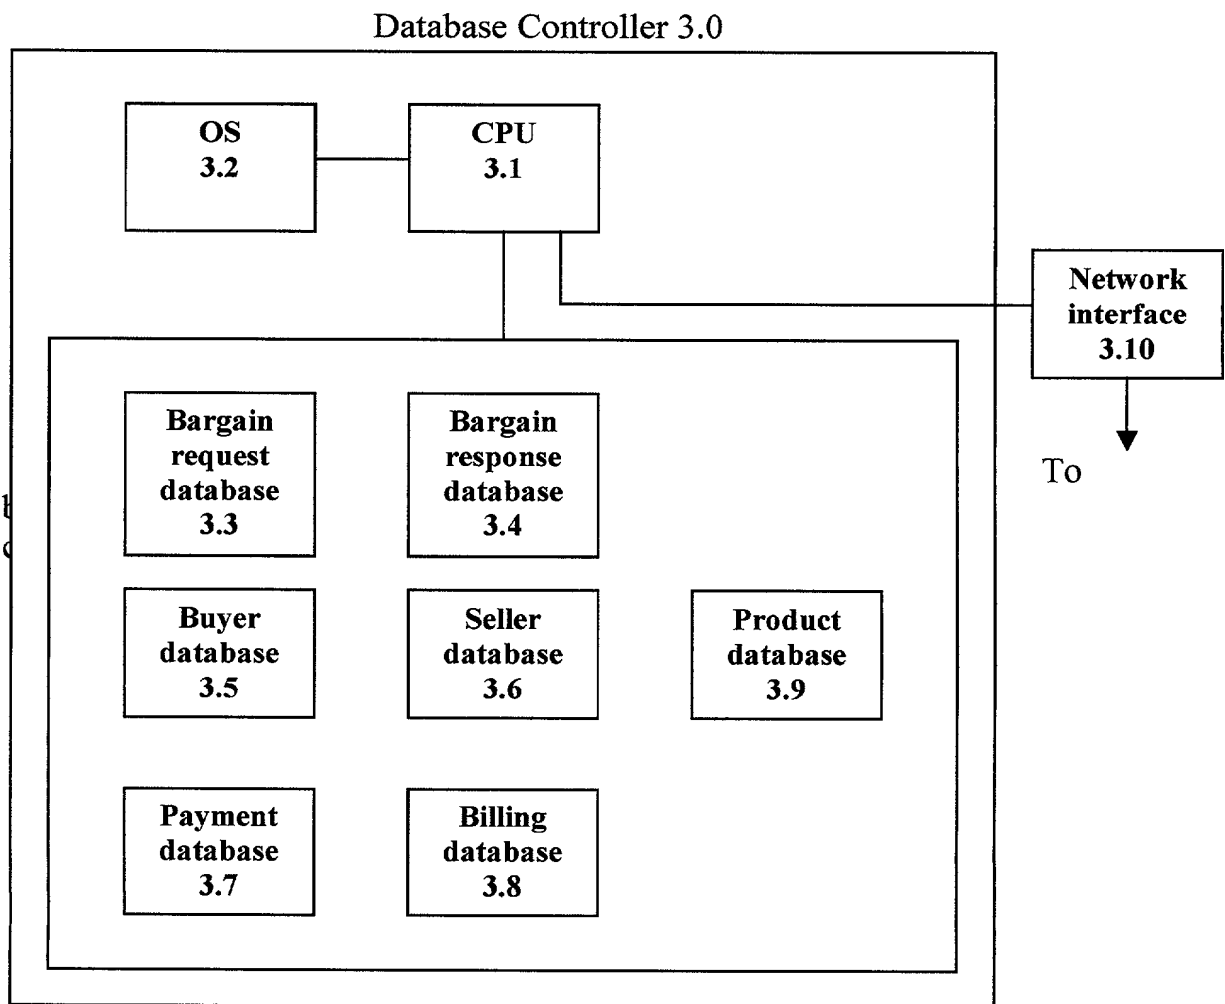 Database Controller 3.0
OS
3.2
CPU
3.1
Network
interface
3.10
To
Bargain
request
database
3.3
Bargain
response
database
3.4
Buyer
database
3.5
Seller
database
3.6
Product
database
3.9
Payment
database
3.7
Billing
database
3.8